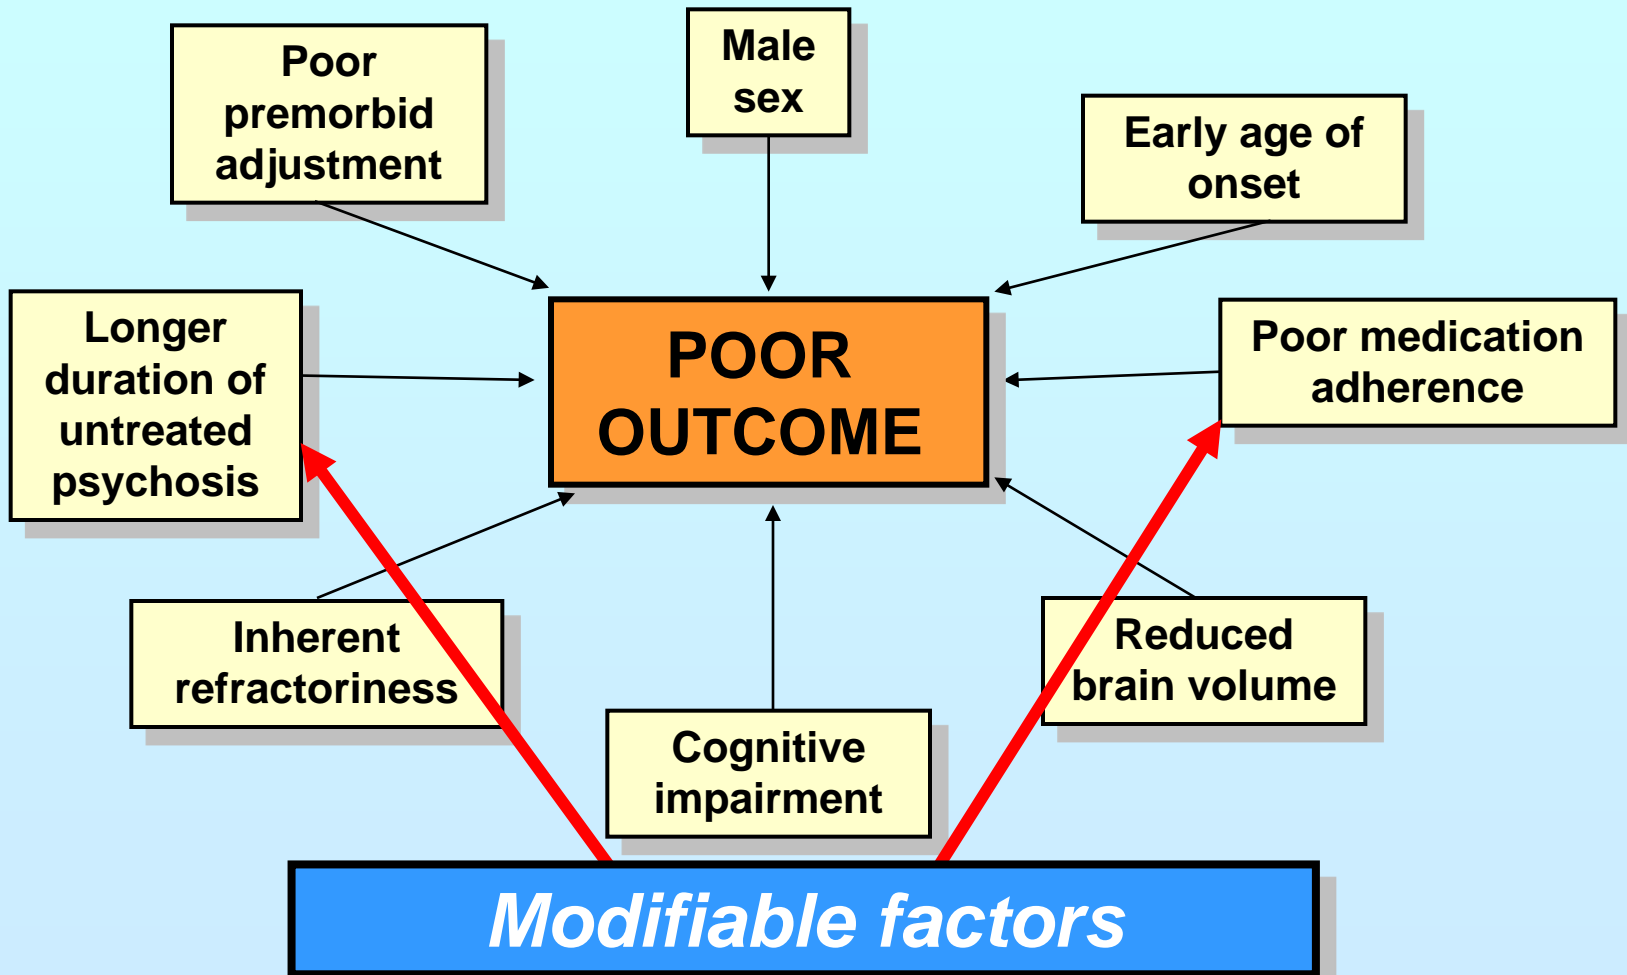 Poor
premorbid
adjustment
Male
sex
Early age of
onset
Longer
duration of
untreated
psychosis
POOR
OUTCOME
Poor medication
adherence
Inherent
refractoriness
Cognitive
impairment
Reduced
brain volume
Modifiable factors